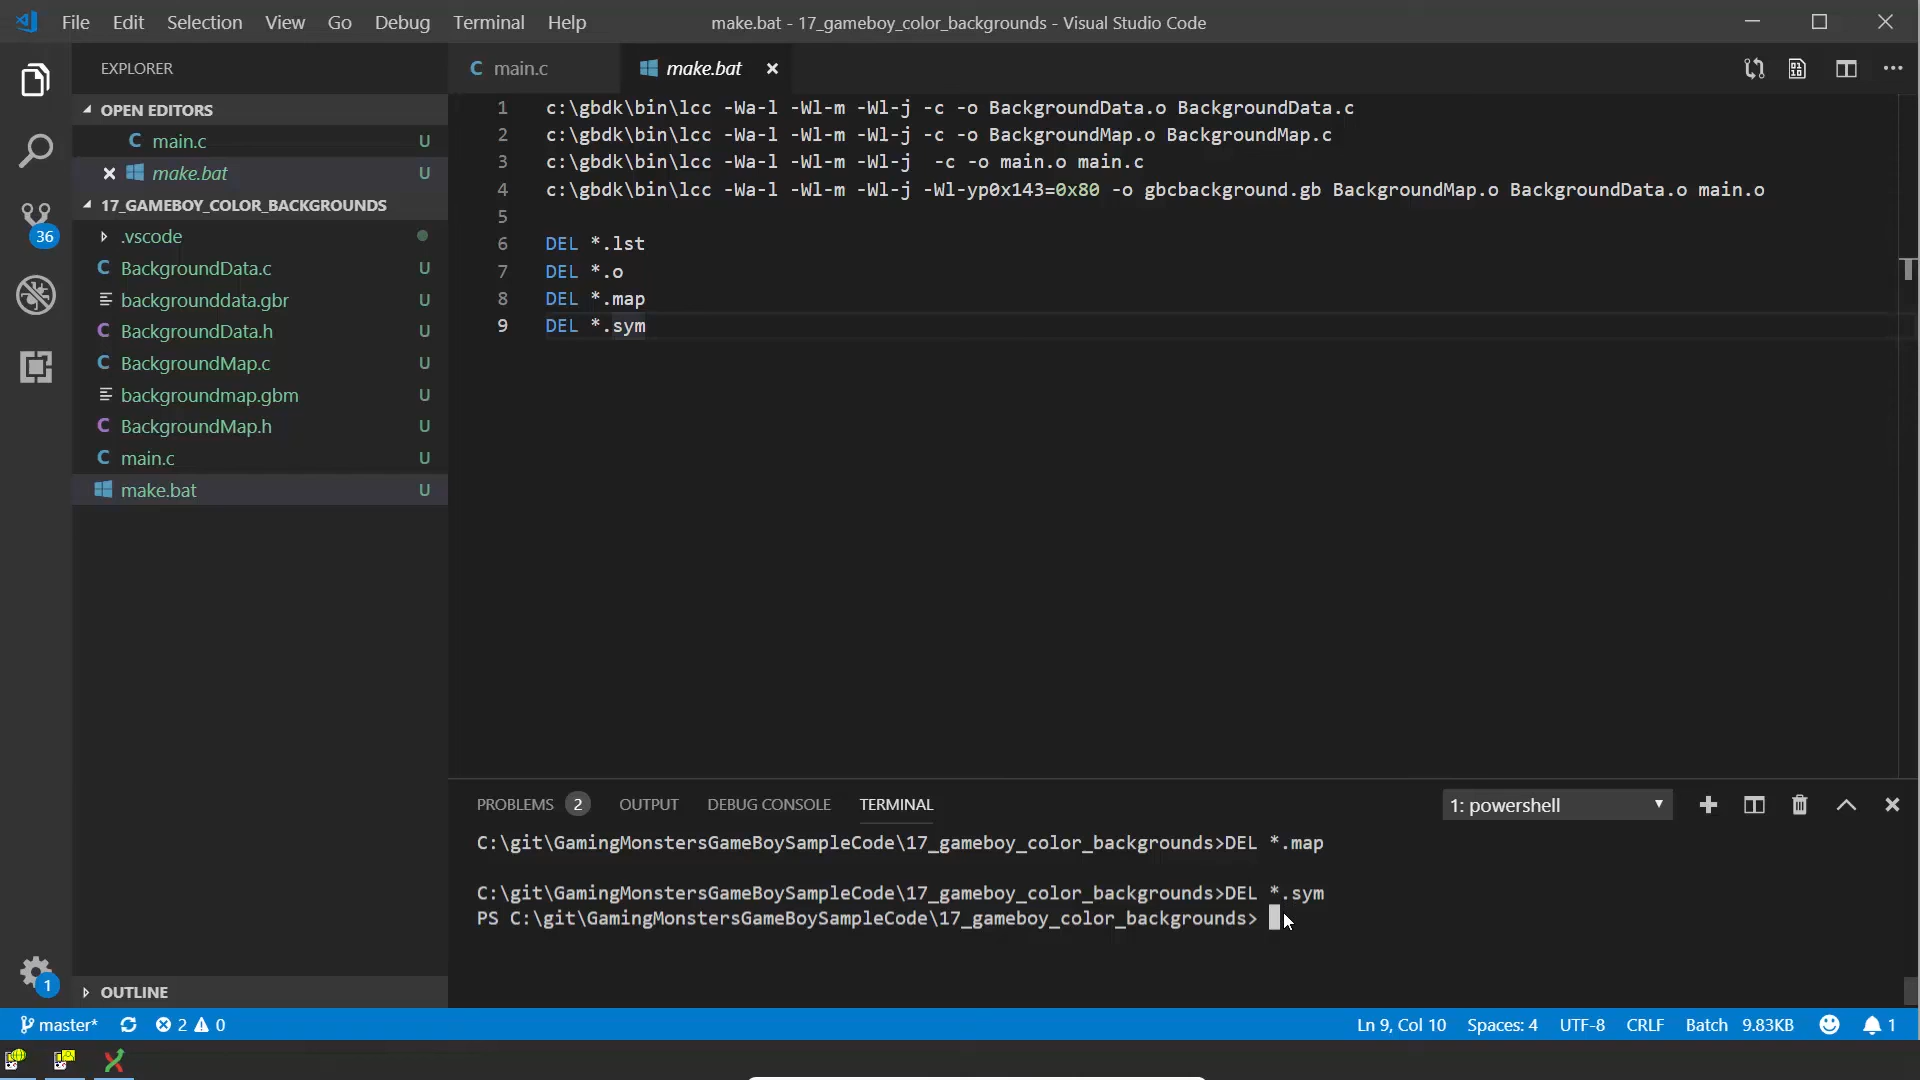 File Edit Selection View Go Debug Terminal Help
make.bat - 17_gameboy_color_backgrounds - Visual Studio Code
EXPLORER
OPEN EDITORS
C main.c U
make.bat U
17_GAMEBOY_COLOR_BACKGROUNDS
.vscode
C BackgroundData.c U
backgrounddata.gbr U
C BackgroundData.h U
C BackgroundMap.c U
backgroundmap.gbm U
C BackgroundMap.h U
C main.c U
make.bat U
OUTLINE
36
1
C main.c
make.bat
1 c:\gbdk\bin\lcc -Wa-l -Wl-m -Wl-j -c -o BackgroundData.o BackgroundData.c
2 c:\gbdk\bin\lcc -Wa-l -Wl-m -Wl-j -c -o BackgroundMap.o BackgroundMap.c
3 c:\gbdk\bin\lcc -Wa-l -Wl-m -Wl-j  -c -o main.o main.c
4 c:\gbdk\bin\lcc -Wa-l -Wl-m -Wl-j -Wl-yp0x143=0x80 -o gbcbackground.gb BackgroundMap.o BackgroundData.o main.o
5
6 DEL *.lst
7 DEL *.o
8 DEL *.map
9 DEL *.sym
PROBLEMS 2 OUTPUT DEBUG CONSOLE TERMINAL
1: powershell
C:\git\GamingMonstersGameBoySampleCode\17_gameboy_color_backgrounds>DEL *.map
C:\git\GamingMonstersGameBoySampleCode\17_gameboy_color_backgrounds>DEL *.sym
PS C:\git\GamingMonstersGameBoySampleCode\17_gameboy_color_backgrounds>
master* 2 0
Ln 9, Col 10 Spaces: 4 UTF-8 CRLF Batch 9.83KB 1